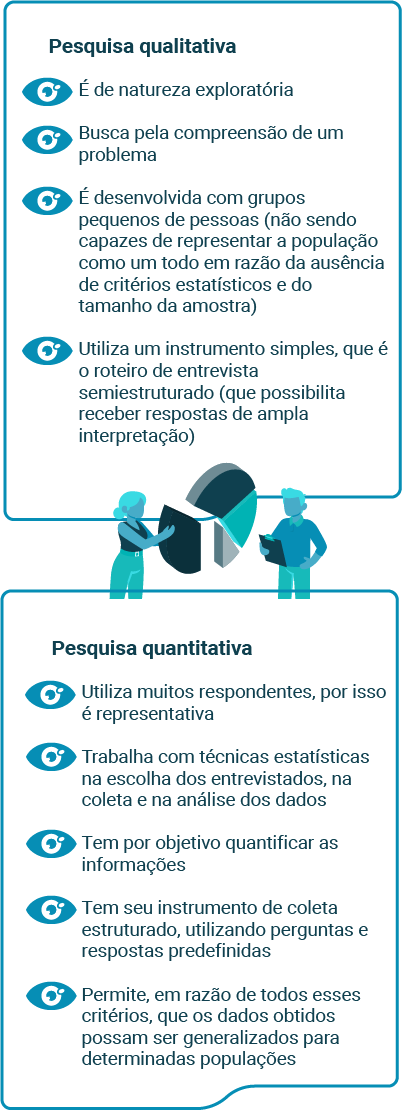 Pesquisa qualitativa
É de natureza exploratória
Busca pela compreensão de um
problema
É desenvolvida com grupos
pequenos de pessoas (não sendo
capazes de representar a população
como um todo em razão da ausência
de critérios estatísticos e do
tamanho da amostra)
Utiliza um instrumento simples, que é
o roteiro de entrevista
semiestruturado (que possibilita
receber respostas de ampla
interpretação)
Pesquisa quantitativa
Utiliza muitos respondentes, por isso
é representativa
Trabalha com técnicas estatísticas
na escolha dos entrevistados, na
coleta e na análise dos dados
Tem por objetivo quantificar as
informações
Tem seu instrumento de coleta
estruturado, utilizando perguntas e
respostas predefinidas
Permite, em razão de todos esses
critérios, que os dados obtidos
possam ser generalizados para
determinadas populações